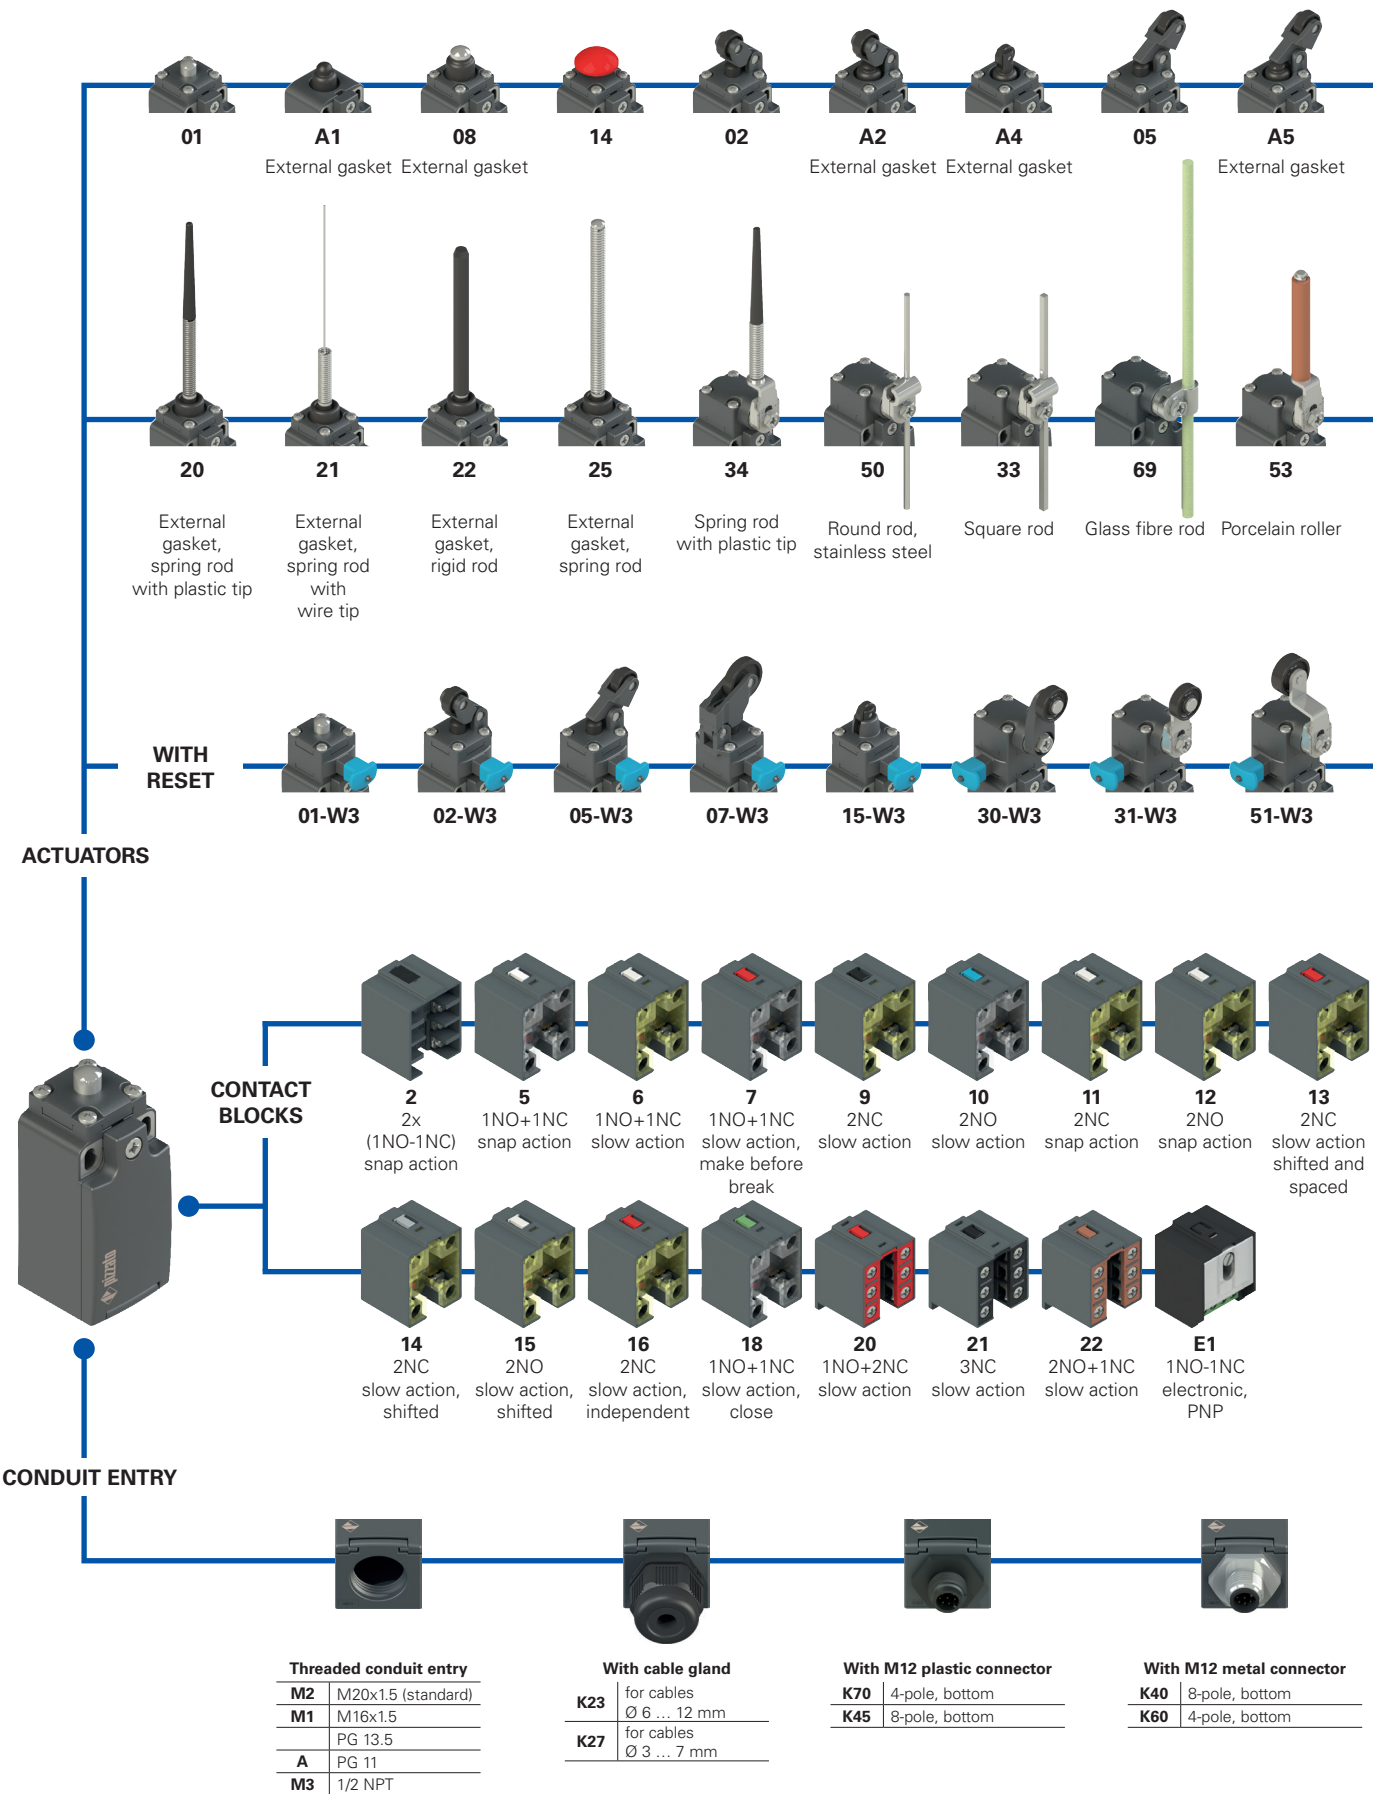 01 A1 08 14 02 A2 A4 05 A5
External gasket External gasket External gasket External gasket External gasket
20 21 22 25 34 50 33 69 53
External
gasket,
spring rod
with plastic tip
External
gasket,
spring rod
with
wire tip
External
gasket,
rigid rod
External
gasket,
spring rod
Spring rod
with plastic tip
Round rod,
stainless steel
Square rod
Glass fibre rod
Porcelain roller
WITH
RESET
01-W3 02-W3 05-W3 07-W3 15-W3 30-W3 31-W3 51-W3
ACTUATORS
pizzato
CONTACT
BLOCKS
2
2x
(1NO-1NC)
snap action
5
1NO+1NC
snap action
6
1NO+1NC
slow action
7
1NO+1NC
slow action,
make before
break
9
2NC
slow action
10
2NO
slow action
11
2NC
snap action
12
2NO
snap action
13
2NC
slow action
shifted and
spaced
14
2NC
slow action,
shifted
15
2NO
slow action,
shifted
16
2NC
slow action,
independent
18
1NO+1NC
slow action,
close
20
1NO+2NC
slow action
21
3NC
slow action
22
2NO+1NC
slow action
E1
1NO-1NC
electronic,
PNP
CONDUIT ENTRY
Threaded conduit entry
M2 M20x1.5 (standard)
M1 M16x1.5
PG 13.5
A PG 11
M3 1/2 NPT
With cable gland
K23 for cables
Ø 6 … 12 mm
K27 for cables
Ø 3 … 7 mm
With M12 plastic connector
K70 4-pole, bottom
K45 8-pole, bottom
With M12 metal connector
K40 8-pole, bottom
K60 4-pole, bottom